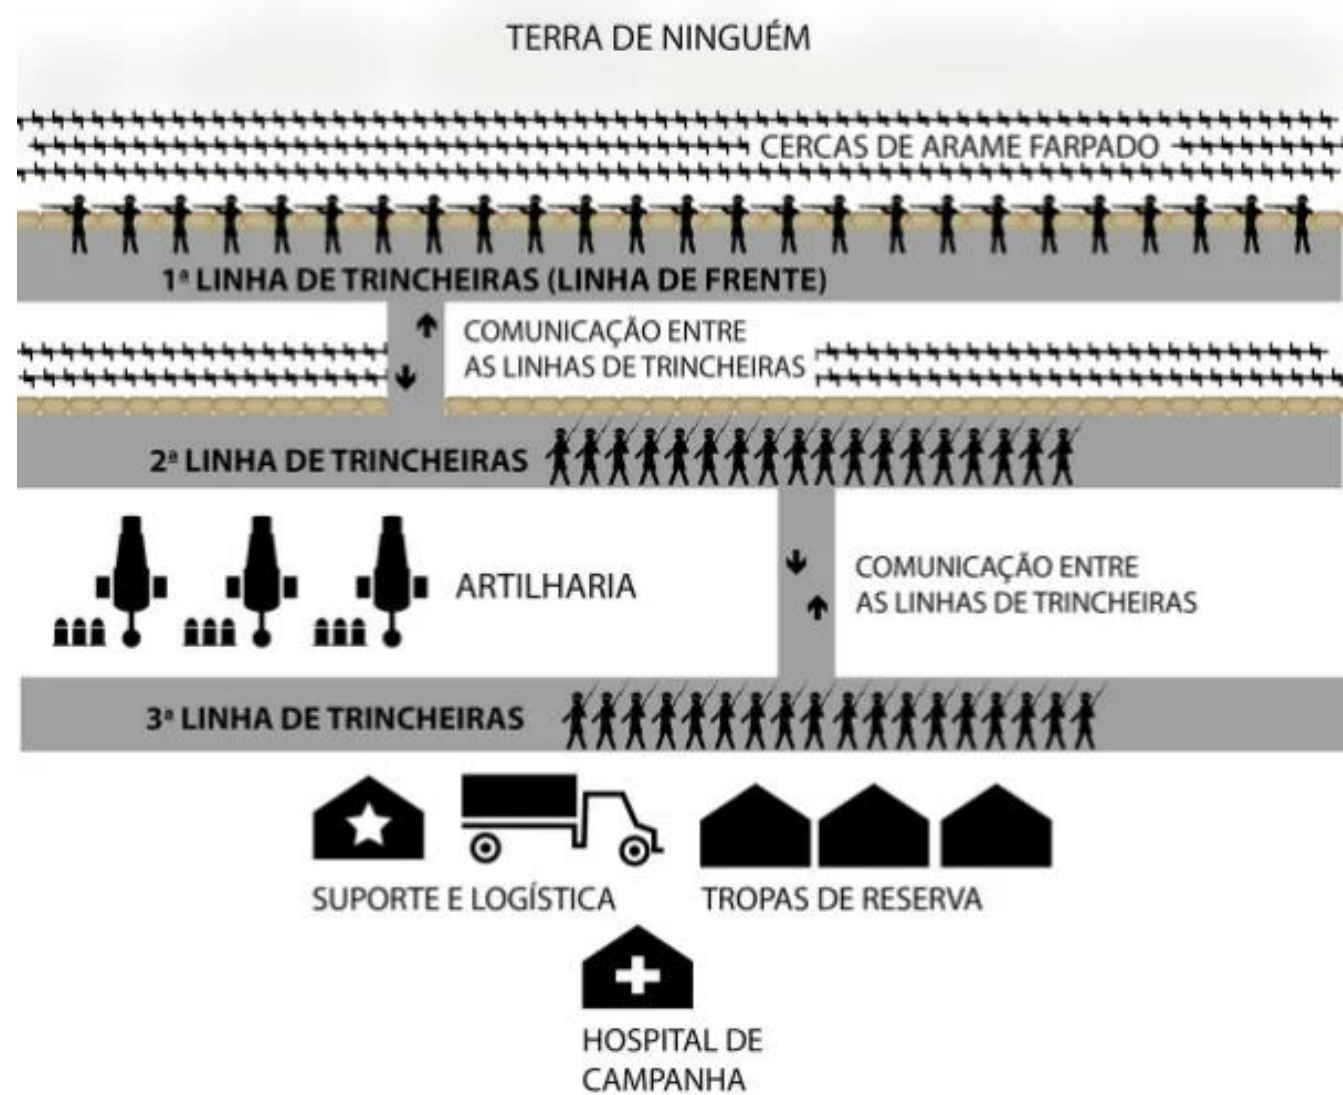 TERRA DE NINGUÉM
CERCAS DE ARAME FARPADO
1ª LINHA DE TRINCHEIRAS (LINHA DE FRENTE)
COMUNICAÇÃO ENTRE
AS LINHAS DE TRINCHEIRAS
2ª LINHA DE TRINCHEIRAS
ARTILHARIA
COMUNICAÇÃO ENTRE
AS LINHAS DE TRINCHEIRAS
3ª LINHA DE TRINCHEIRAS
SUPORTE E LOGÍSTICA
TROPAS DE RESERVA
HOSPITAL DE
CAMPANHA